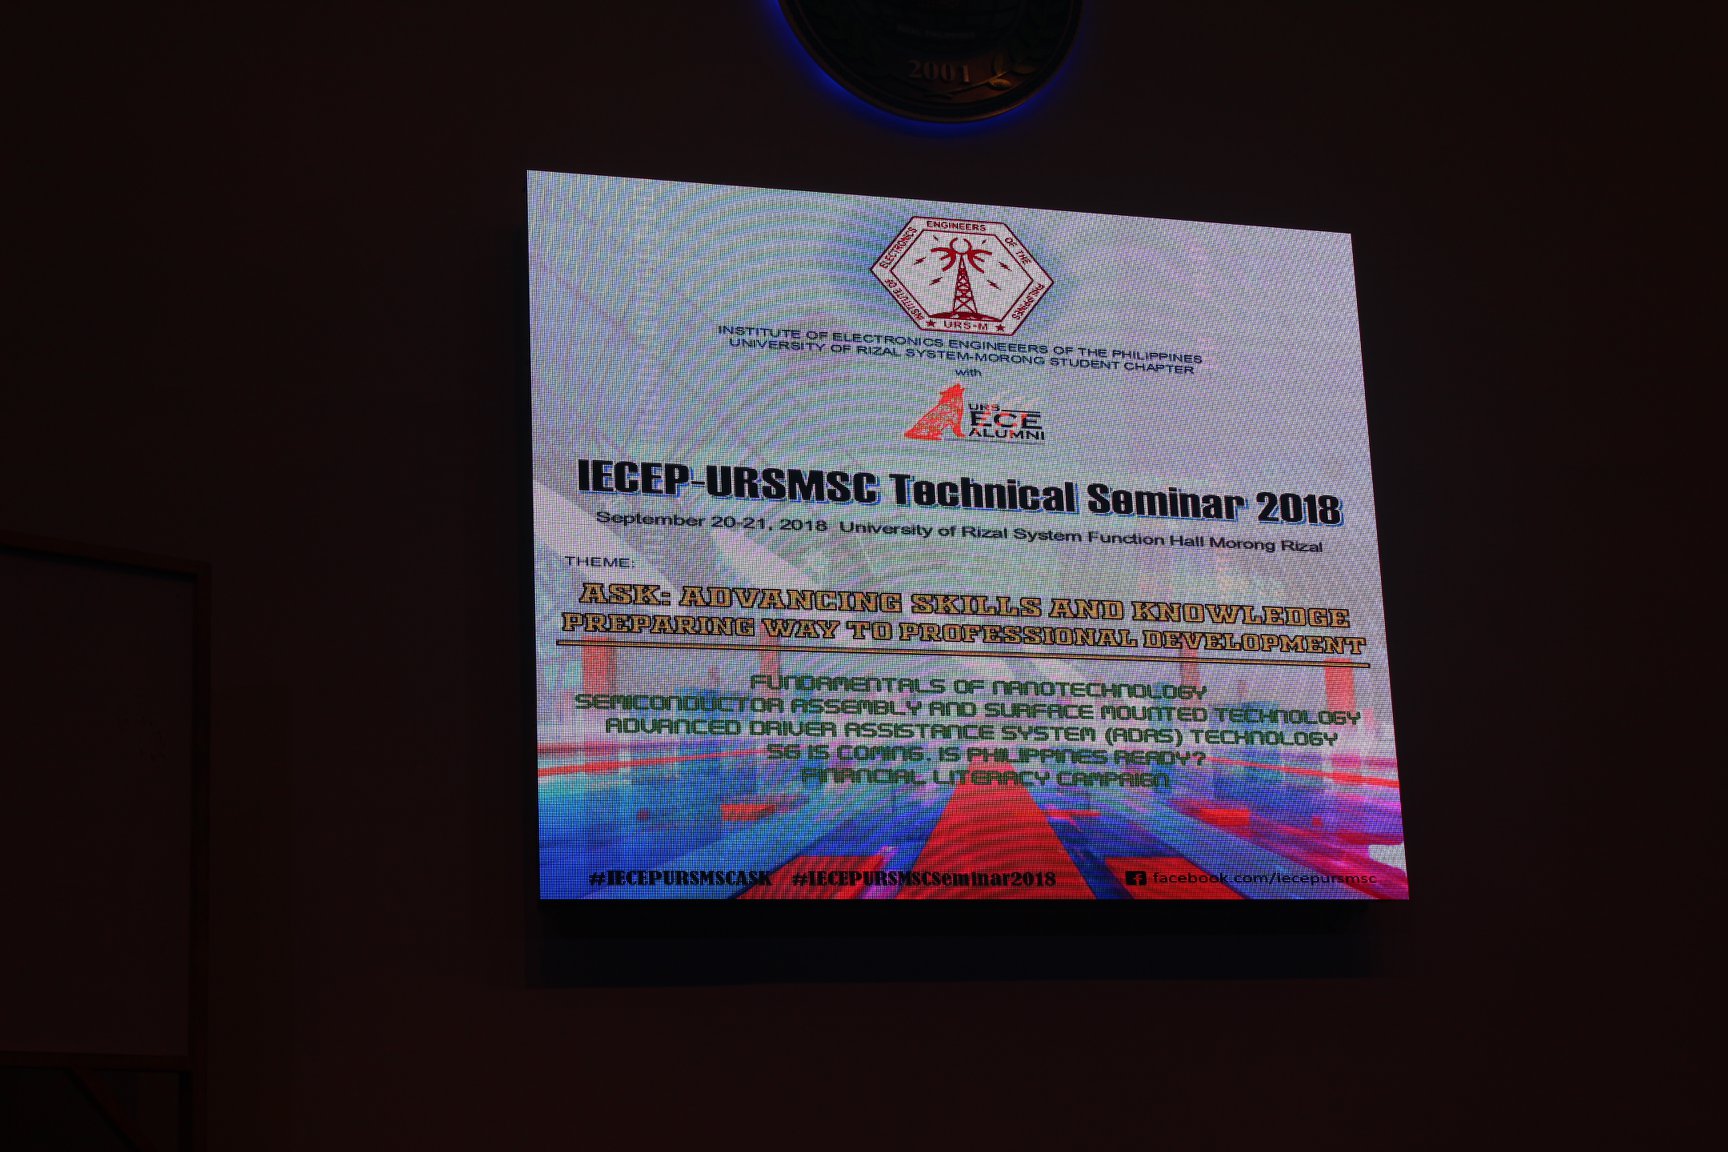 2001
INSTITUTE OF ELECTRONICS ENGINEERS OF THE PHILIPPINES
URS-M
INSTITUTE OF ELECTRONICS ENGINEEERS OF THE PHILIPPINES
UNIVERSITY OF RIZAL SYSTEM-MORONG STUDENT CHAPTER
with
URS
ECE
ALUMNI
IECEP-URSMSC Technical Seminar 2018
September 20-21, 2018 University of Rizal System Function Hall Morong Rizal
THEME:
ASK: ADVANCING SKILLS AND KNOWLEDGE
PREPARING WAY TO PROFESSIONAL DEVELOPMENT
FUNDAMENTALS OF NANOTECHNOLOGY
SEMICONDUCTOR ASSEMBLY AND SURFACE MOUNTED TECHNOLOGY
ADVANCED DRIVER ASSISTANCE SYSTEM (ADAS) TECHNOLOGY
5G IS COMING. IS PHILIPPINES READY?
FINANCIAL LITERACY CAMPAIGN
#IECEPURSMSCASK #IECEPURSMSCSeminar2018 facebook.com/iecepursmsc